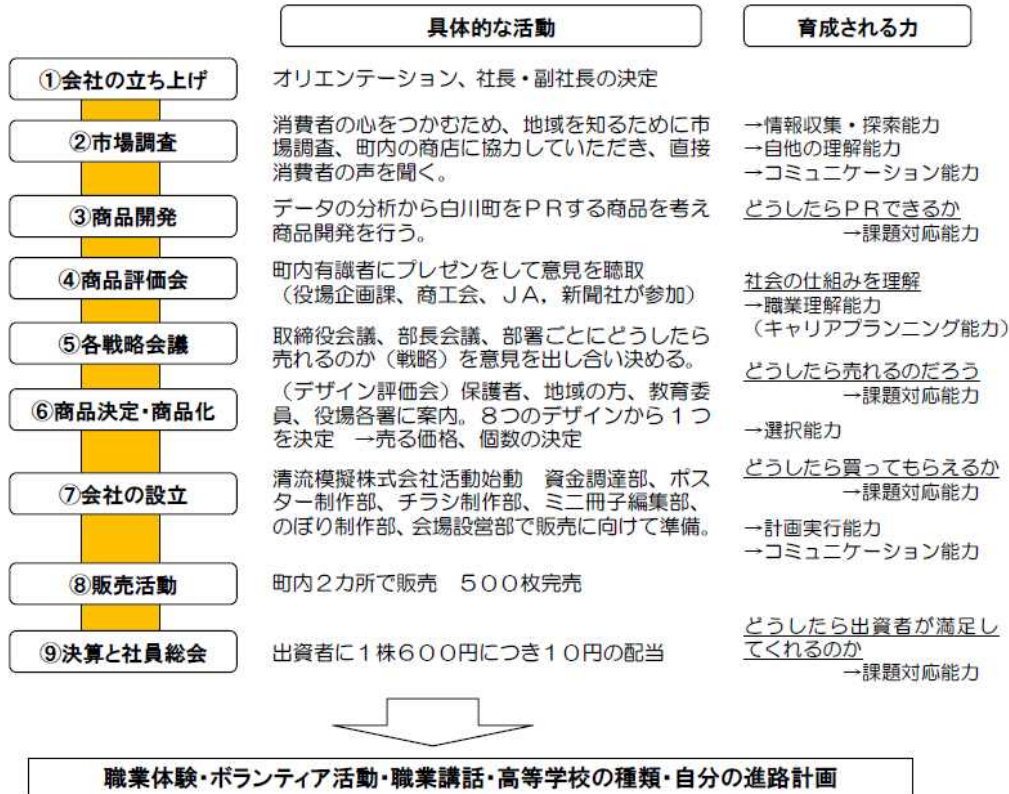 具体的な活動
育成される力
①会社の立ち上げ
オリエンテーション、社長・副社長の決定
②市場調査
消費者の心をつかむため、地域を知るために市
場調査、町内の商店に協力していただき、直接
消費者の声を聞く。
→情報収集・探索能力
→自他の理解能力
→コミュニケーション能力
③商品開発
データの分析から白川町をPRする商品を考え
商品開発を行う。
どうしたらPRできるか
→課題対応能力
④商品評価会
町内有識者にプレゼンをして意見を聴取
（役場企画課、商工会、JA，新聞社が参加）
社会の仕組みを理解
→職業理解能力
（キャリアプランニング能力）
⑤各戦略会議
取締役会議、部長会議、部署ごとにどうしたら
売れるのか（戦略）を意見を出し合い決める。
どうしたら売れるのだろう
→課題対応能力
⑥商品決定・商品化
（デザイン評価会）保護者、地域の方、教育委
員、役場各署に案内。８つのデザインから１つ
を決定　→売る価格、個数の決定
→選択能力
⑦会社の設立
清流模擬株式会社活動始動　資金調達部、ポス
ター制作部、チラシ制作部、ミニ冊子編集部、
のぼり制作部、会場設営部で販売に向けて準備。
どうしたら買ってもらえるか
→課題対応能力
→計画実行能力
→コミュニケーション能力
⑧販売活動
町内２カ所で販売　５００枚完売
⑨決算と社員総会
出資者に１株６００円につき１０円の配当
どうしたら出資者が満足し
てくれるのか
→課題対応能力
職業体験・ボランティア活動・職業講話・高等学校の種類・自分の進路計画